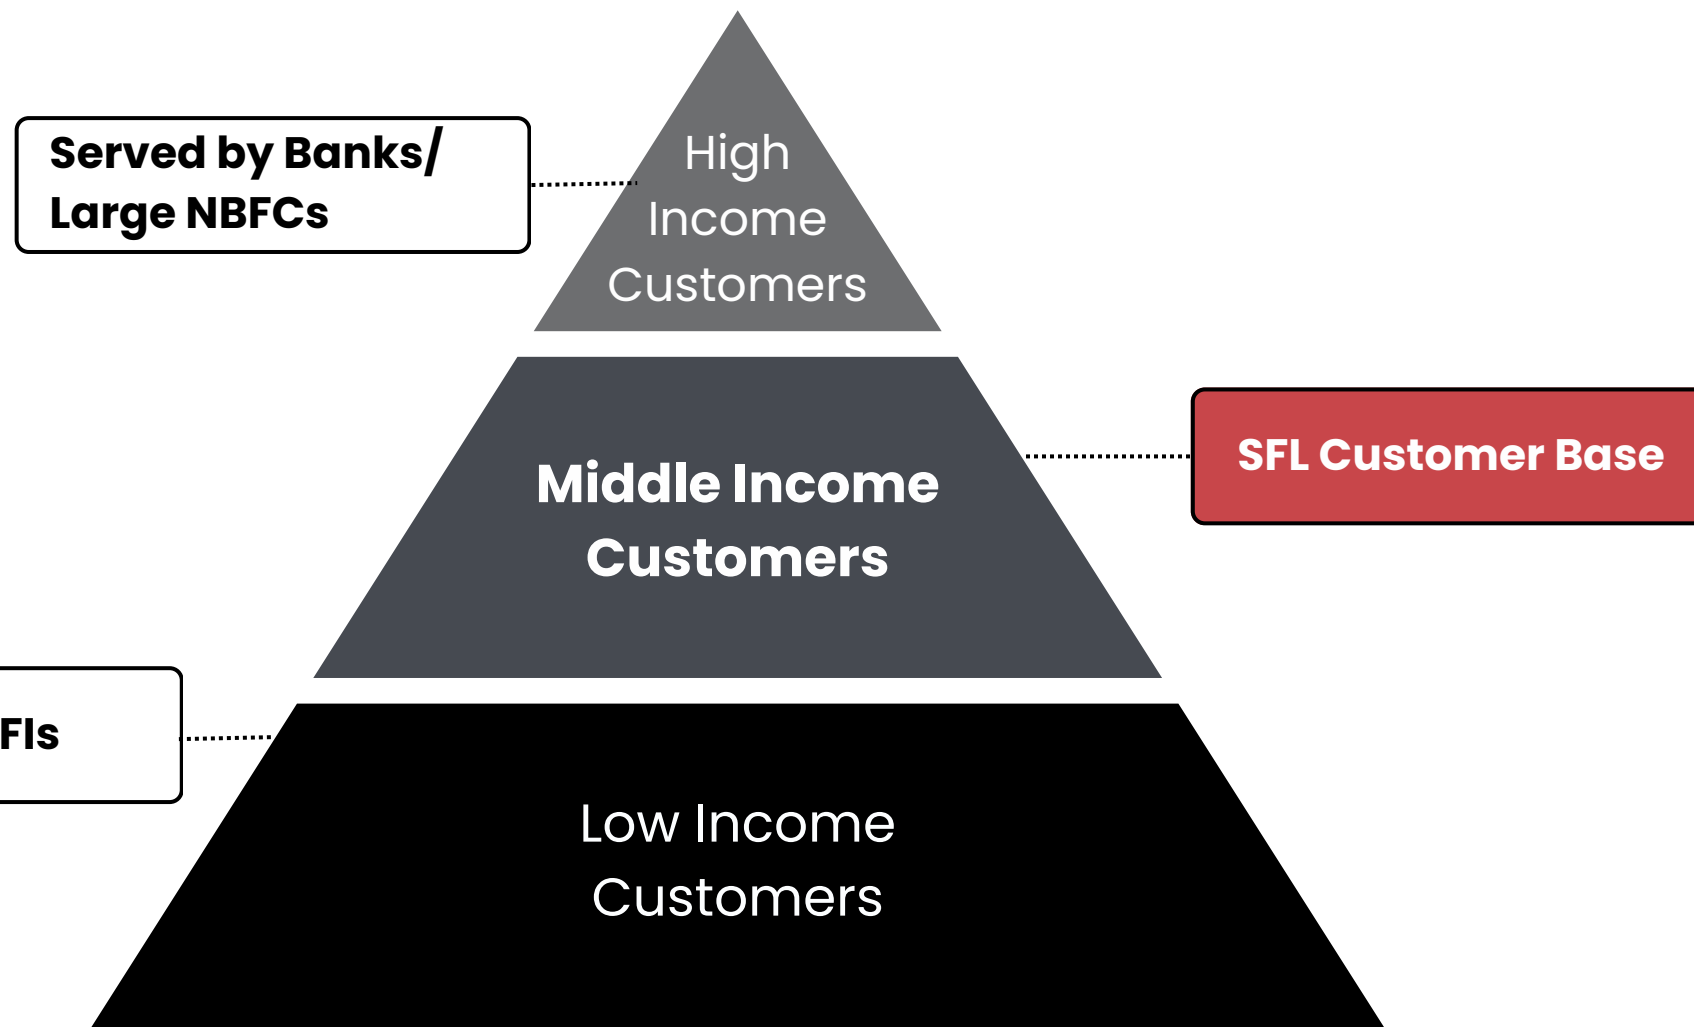 Served by Banks/
Large NBFCs
High
Income
Customers
SFL Customer Base
Middle Income
Customers
FIs
Low Income
Customers